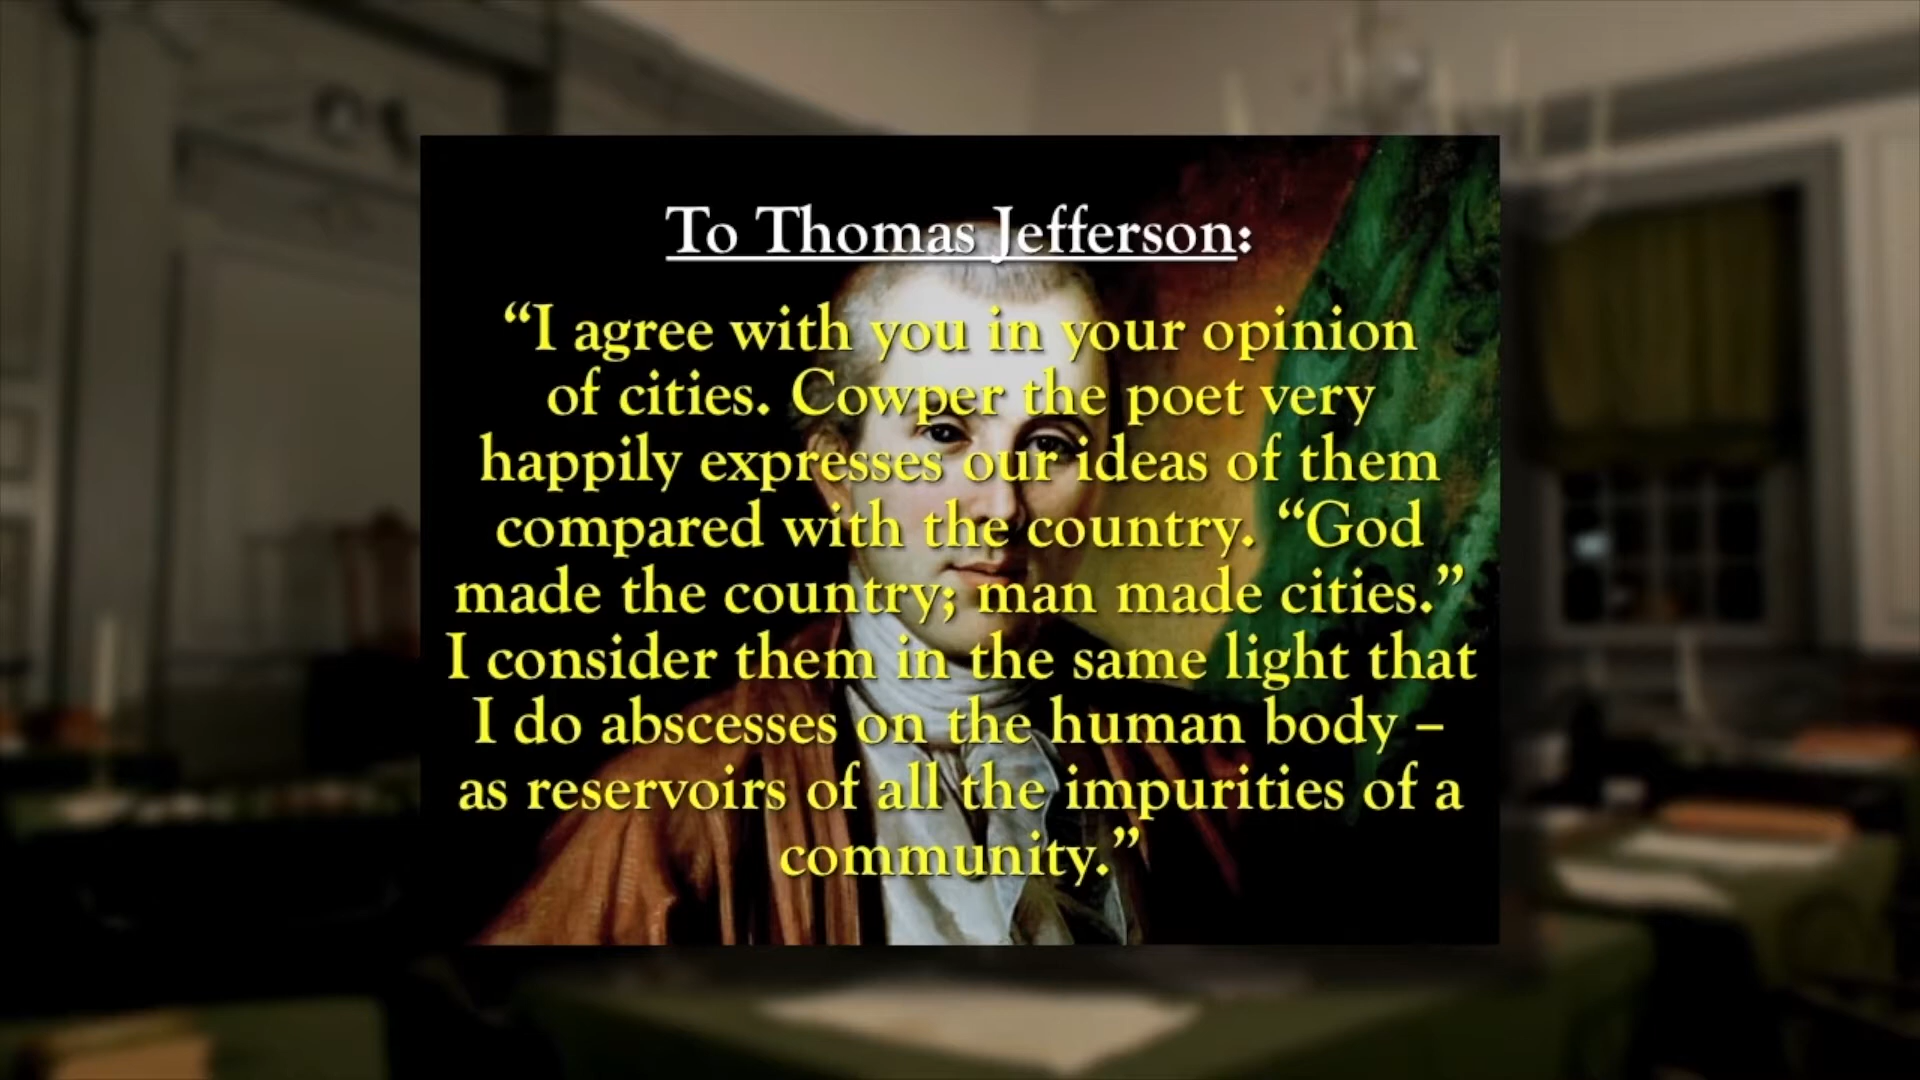 To Thomas Jefferson:
“I agree with you in your opinion
of cities. Cowper the poet very
happily expresses our ideas of them
compared with the country. “God
made the country; man made cities.”
I consider them in the same light that
I do abscesses on the human body –
as reservoirs of all the impurities of a
community.”